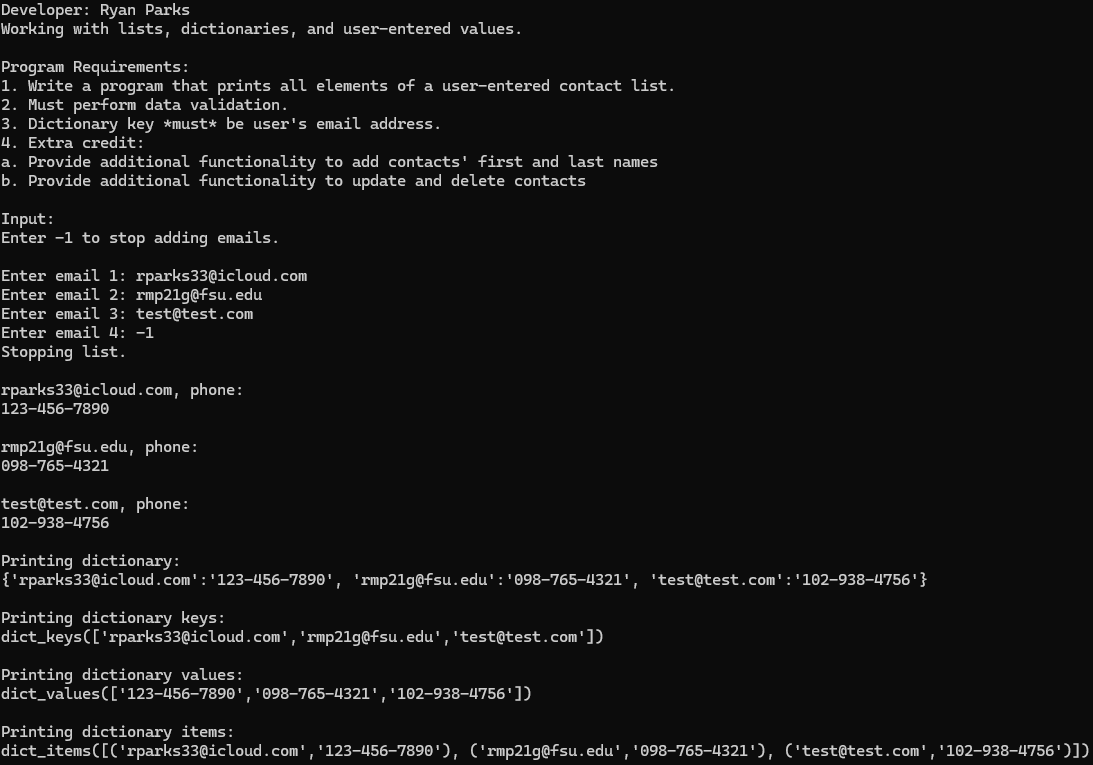 Developer: Ryan Parks
Working with lists, dictionaries, and user-entered values.
Program Requirements:
1. Write a program that prints all elements of a user-entered contact list.
2. Must perform data validation.
3. Dictionary key *must* be user's email address.
4. Extra credit:
a. Provide additional functionality to add contacts' first and last names
b. Provide additional functionality to update and delete contacts
Input:
Enter -1 to stop adding emails.
Enter email 1: rparks33@icloud.com
Enter email 2: rmp21g@fsu.edu
Enter email 3: test@test.com
Enter email 4: -1
Stopping list.
rparks33@icloud.com, phone:
123-456-7890
rmp21g@fsu.edu, phone:
098-765-4321
test@test.com, phone:
102-938-4756
Printing dictionary:
{'rparks33@icloud.com':'123-456-7890', 'rmp21g@fsu.edu':'098-765-4321', 'test@test.com':'102-938-4756'}
Printing dictionary keys:
dict_keys(['rparks33@icloud.com','rmp21g@fsu.edu','test@test.com'])
Printing dictionary values:
dict_values(['123-456-7890','098-765-4321','102-938-4756'])
Printing dictionary items:
dict_items([('rparks33@icloud.com','123-456-7890'), ('rmp21g@fsu.edu','098-765-4321'), ('test@test.com','102-938-4756')])